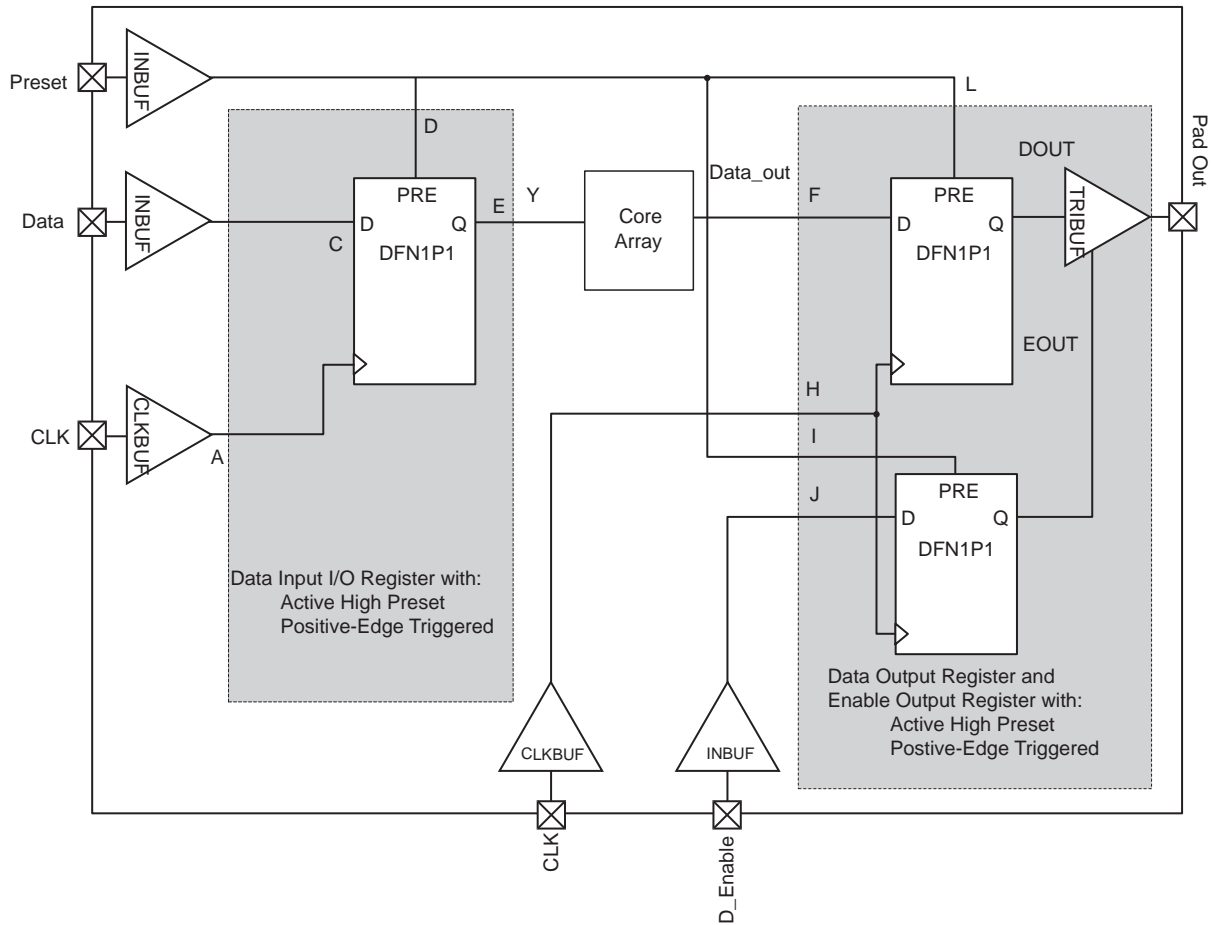 Preset
INBUF
L
D
Pad Out
DOUT
PRE
Data_out
PRE
TRIBUF
Data
INBUF
E
Y
Core
Array
F
C
D
Q
DFN1P1
D
Q
DFN1P1
EOUT
H
CLK
CLKBUF
A
I
J
PRE
D
Q
DFN1P1
Data Input I/O Register with:
Active High Preset
Positive-Edge Triggered
Data Output Register and
Enable Output Register with:
Active High Preset
Postive-Edge Triggered
CLKBUF
INBUF
CLK
D_Enable